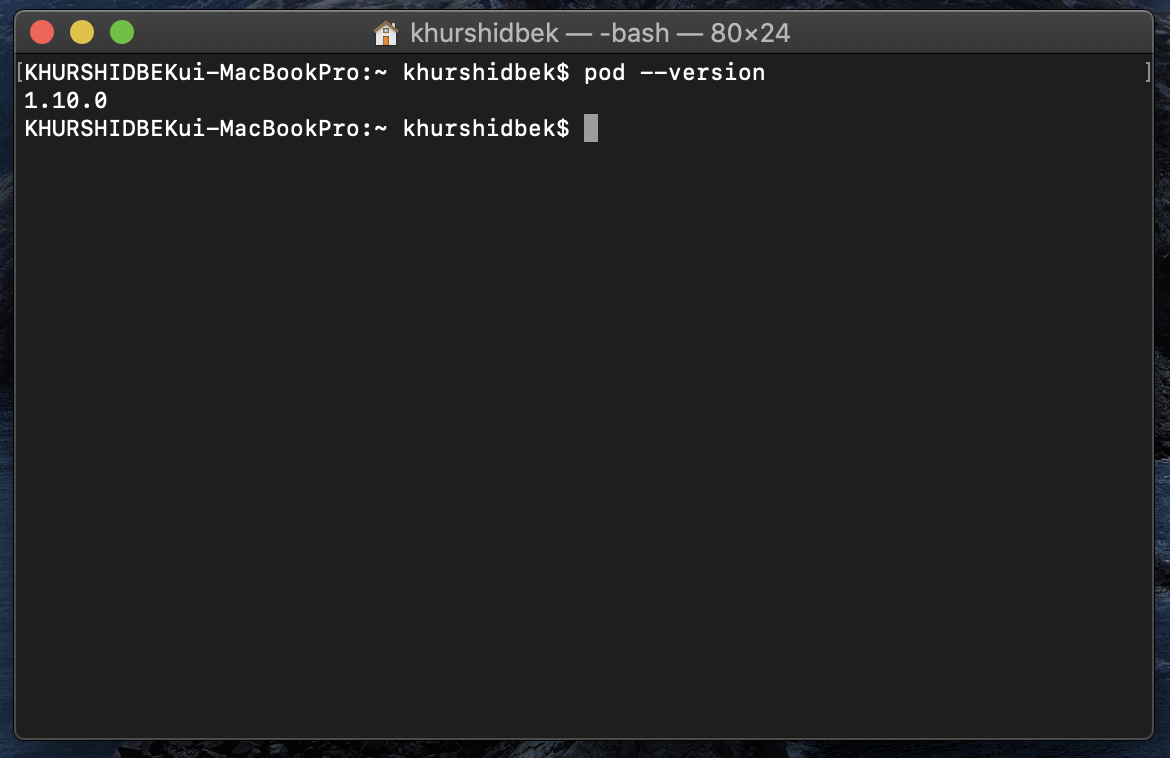 khurshidbek — -bash — 80×24
[KHURSHIDBEKui-MacBookPro:~ khurshidbek$ pod --version ]
1.10.0
KHURSHIDBEKui-MacBookPro:~ khurshidbek$